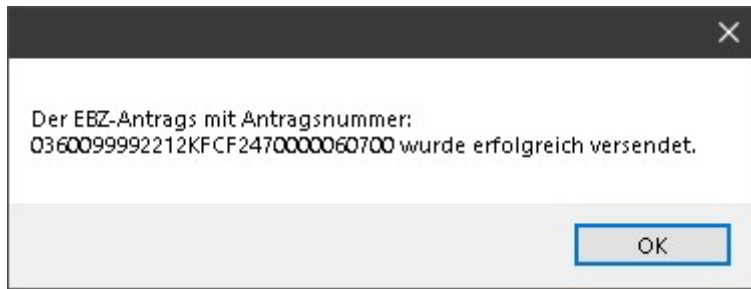 Der EBZ-Antrags mit Antragsnummer:
0360099992212KFCF2470000060700 wurde erfolgreich versendet.
OK